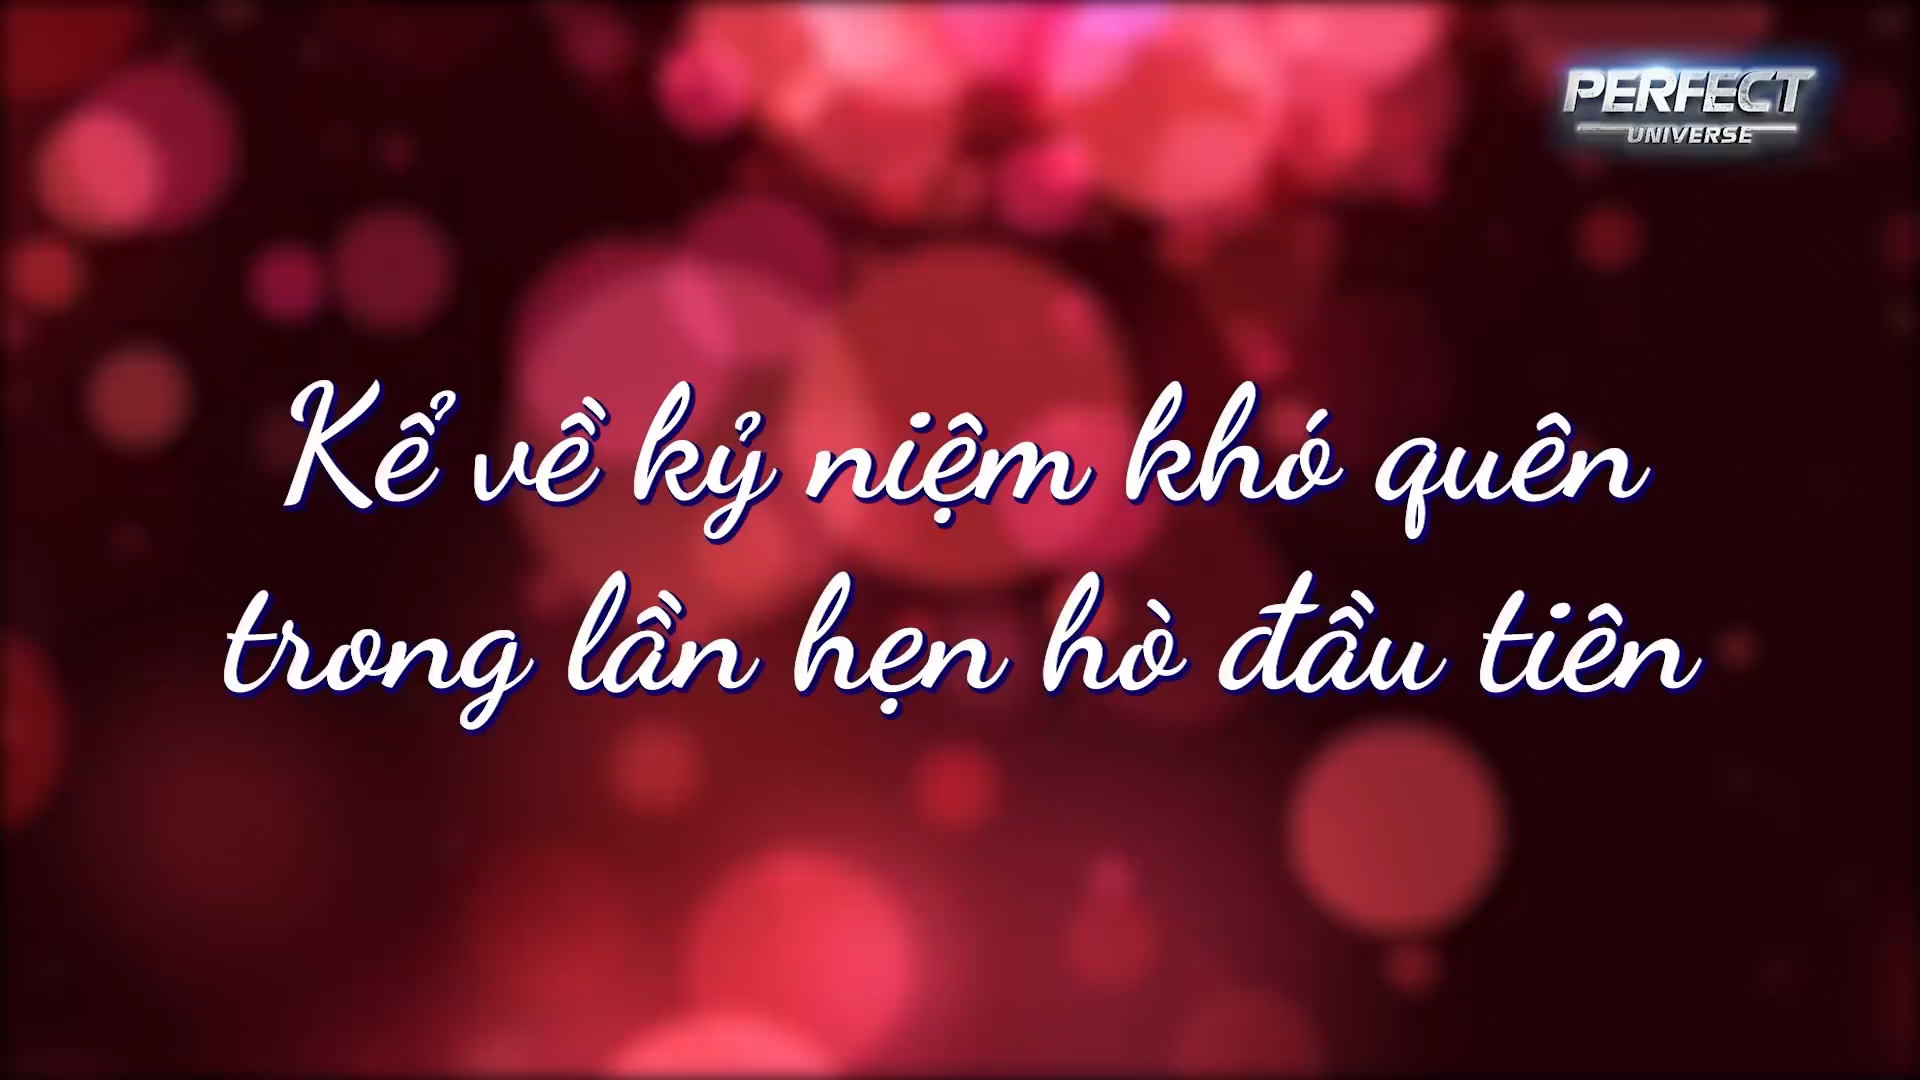 PERFECT
UNIVERSE
Kể về kỷ niệm khó quên
trong lần hẹn hò đầu tiên